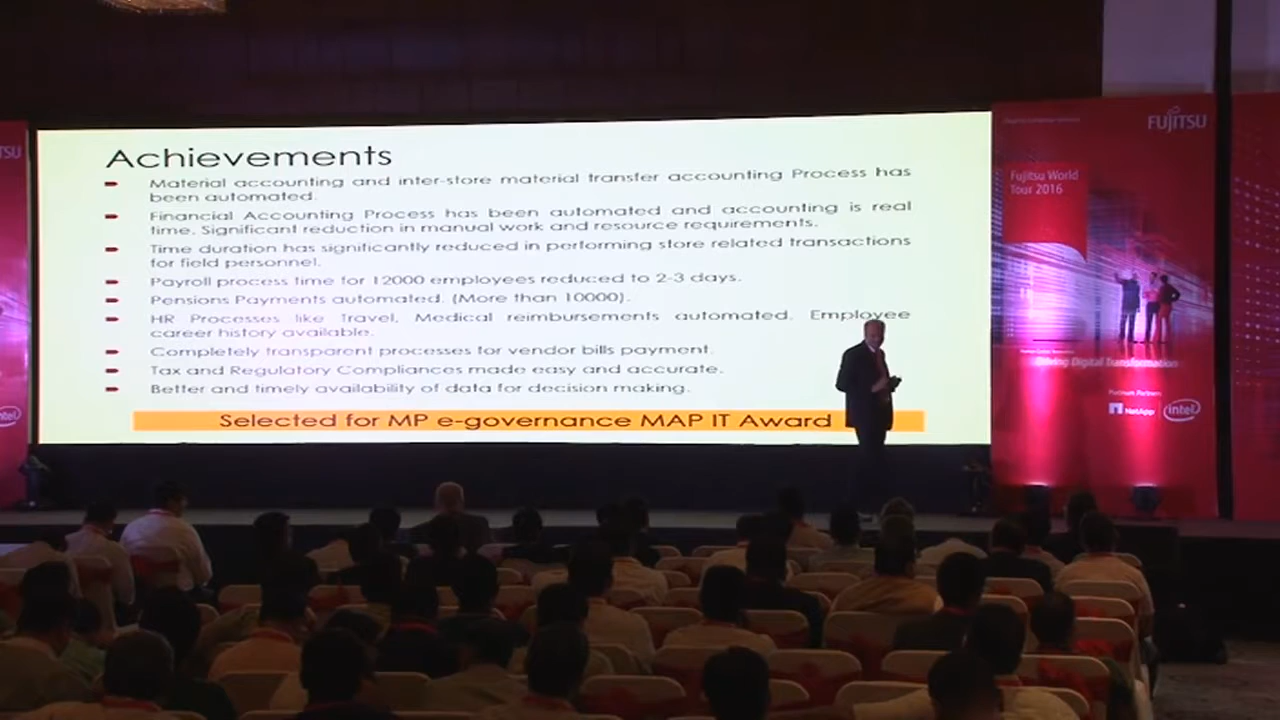 Achievements
Material accounting and inter-store material transfer accounting Process has
been automated.
Financial Accounting Process has been automated and accounting is real
time. Significant reduction in manual work and resource requirements.
Time duration has significantly reduced in performing store related transactions
for field personnel.
Payroll process time for 12000 employees reduced to 2-3 days.
Pensions Payments automated. (More than 10000).
HR Processes like Travel, Medical reimbursements automated. Employee
career history available.
Completely transparent processes for vendor bills payment.
Tax and Regulatory Compliances made easy and accurate.
Better and timely availability of data for decision making.
Selected for MP e-governance MAP IT Award
FUJITSU
Fujitsu World
Tour 2016
Driving Digital Transformation
Platinum Partners
NetApp
intel
TSU
intel